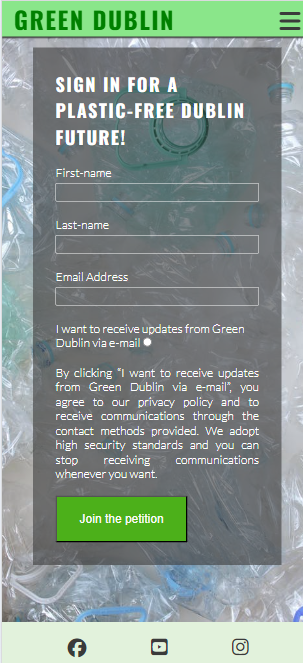 GREEN DUBLIN
SIGN IN FOR A
PLASTIC-FREE DUBLIN
FUTURE!
First-name
Last-name
Email Address
I want to receive updates from Green
Dublin via e-mail
By clicking "I want to receive updates
from Green Dublin via e-mail", you
agree to our privacy policy and to
receive communications through the
contact methods provided. We adopt
high security standards and you can
stop receiving communications
whenever you want.
Join the petition